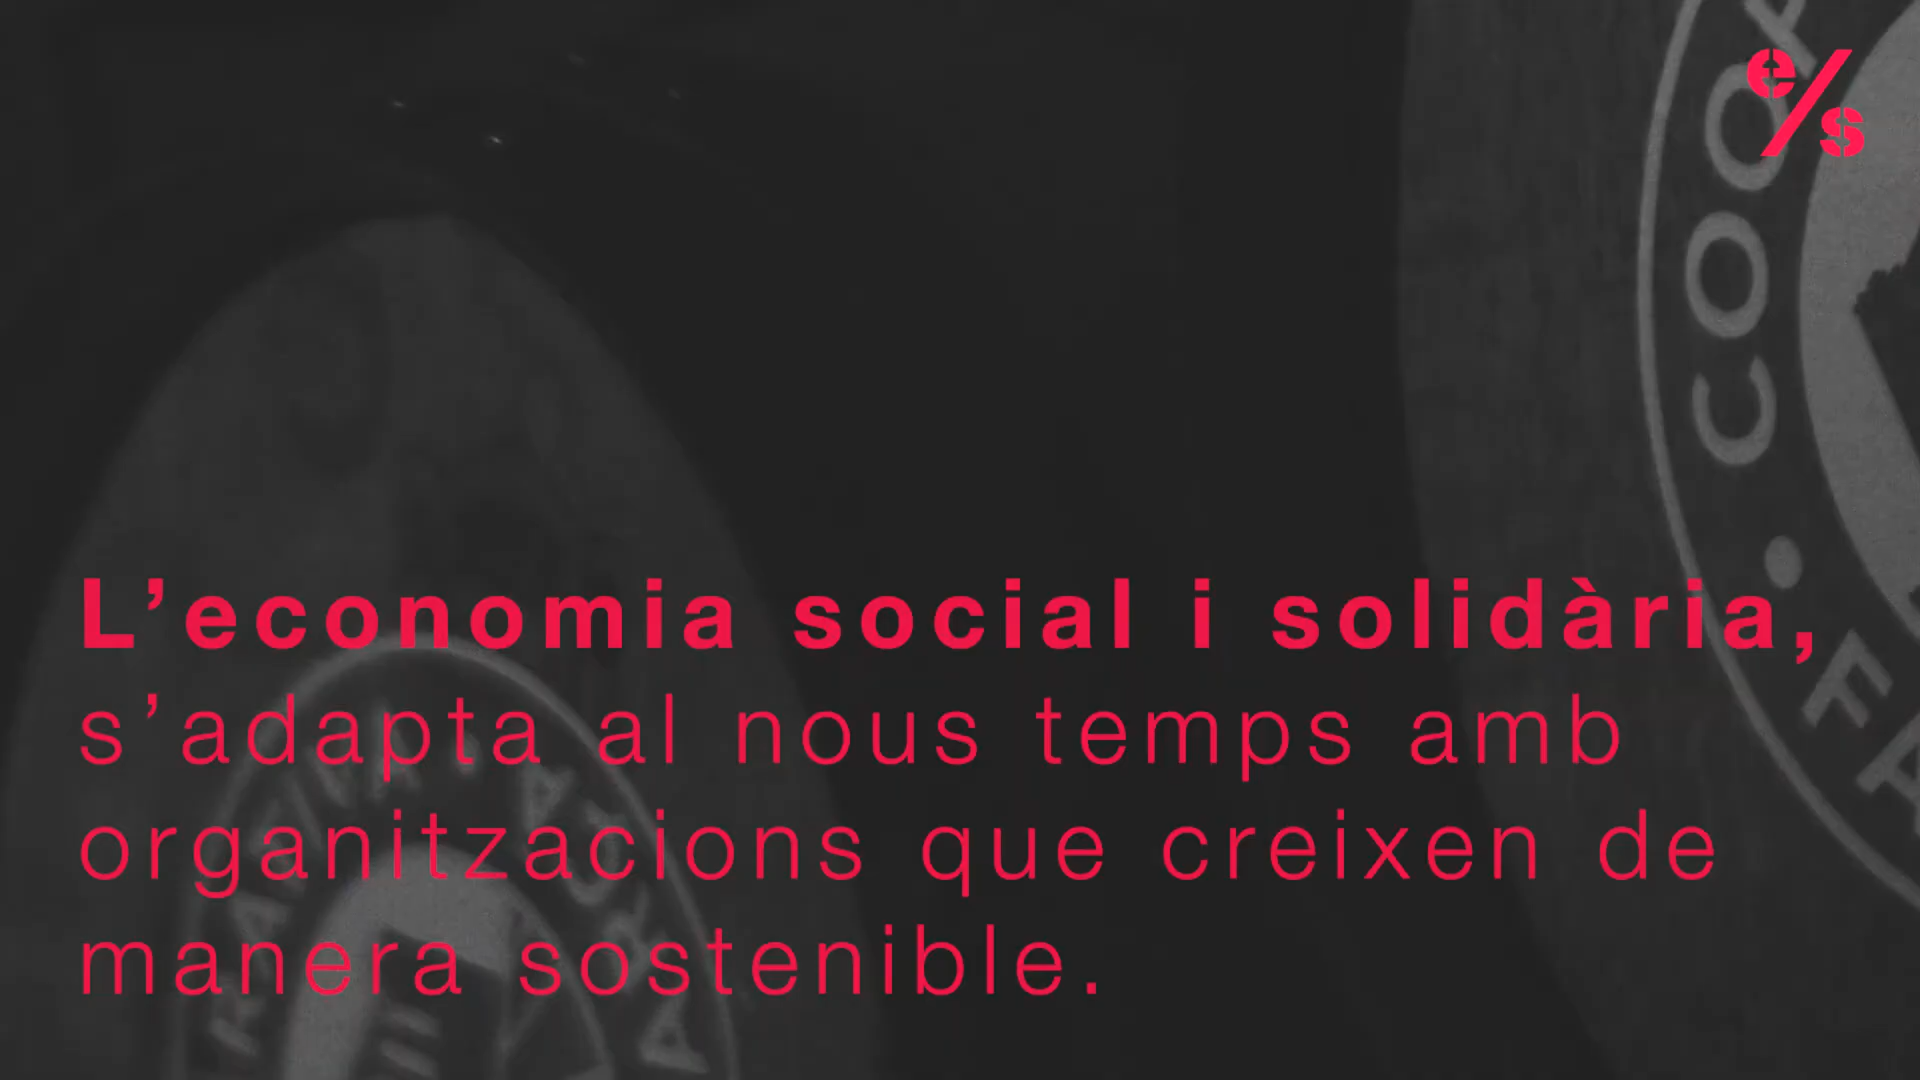 e/s
L’economia social i solidària,
s’adapta al nous temps amb
organitzacions que creixen de
manera sostenible.